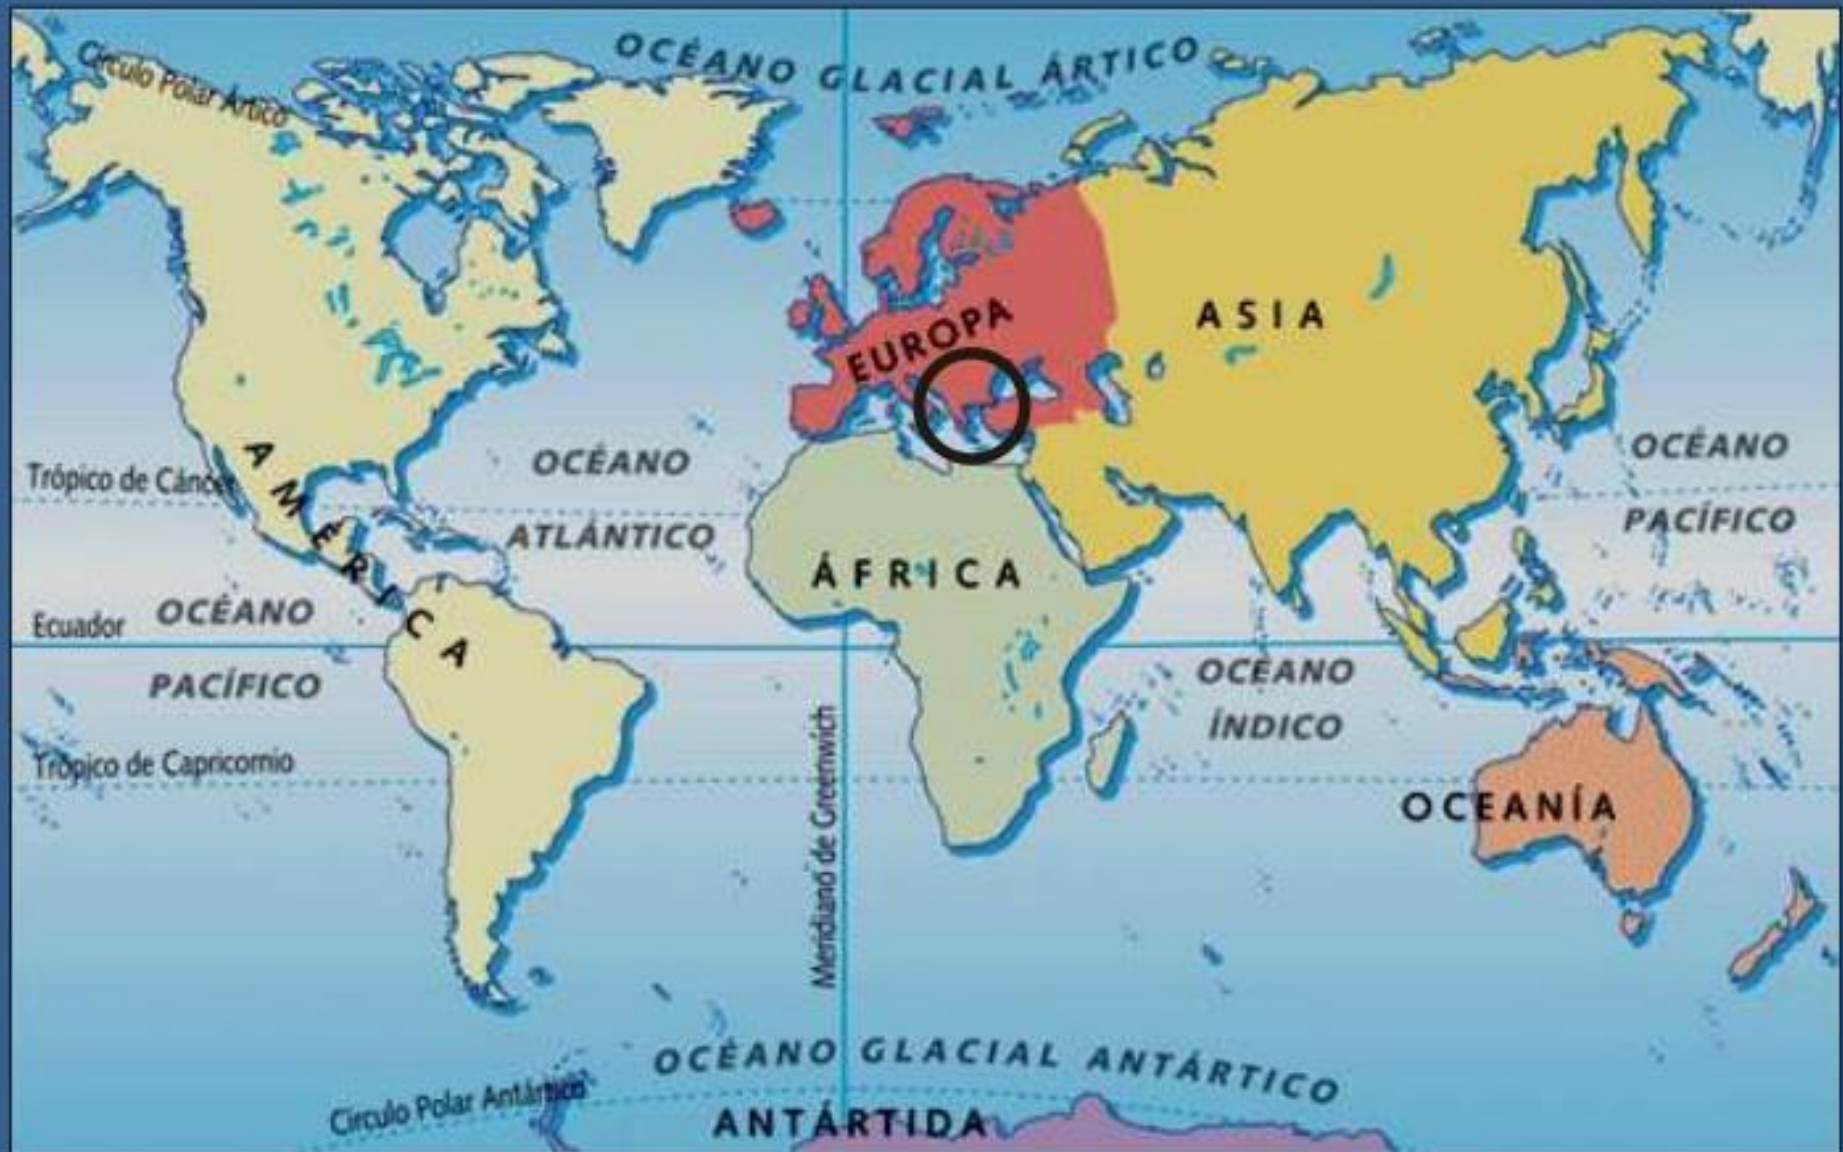 OCÉANO GLACIAL ÁRTICO
Círculo Polar Ártico
EUROPA
ASIA
AMÉRICA
Trópico de Cáncer
OCÉANO
ATLÁNTICO
OCÉANO
PACÍFICO
ÁFRICA
Ecuador
OCÉANO
PACÍFICO
OCÉANO
ÍNDICO
Trópico de Capricornio
Meridiano de Greenwich
OCEANÍA
OCÉANO GLACIAL ANTÁRTICO
Círculo Polar Antártico
ANTÁRTIDA